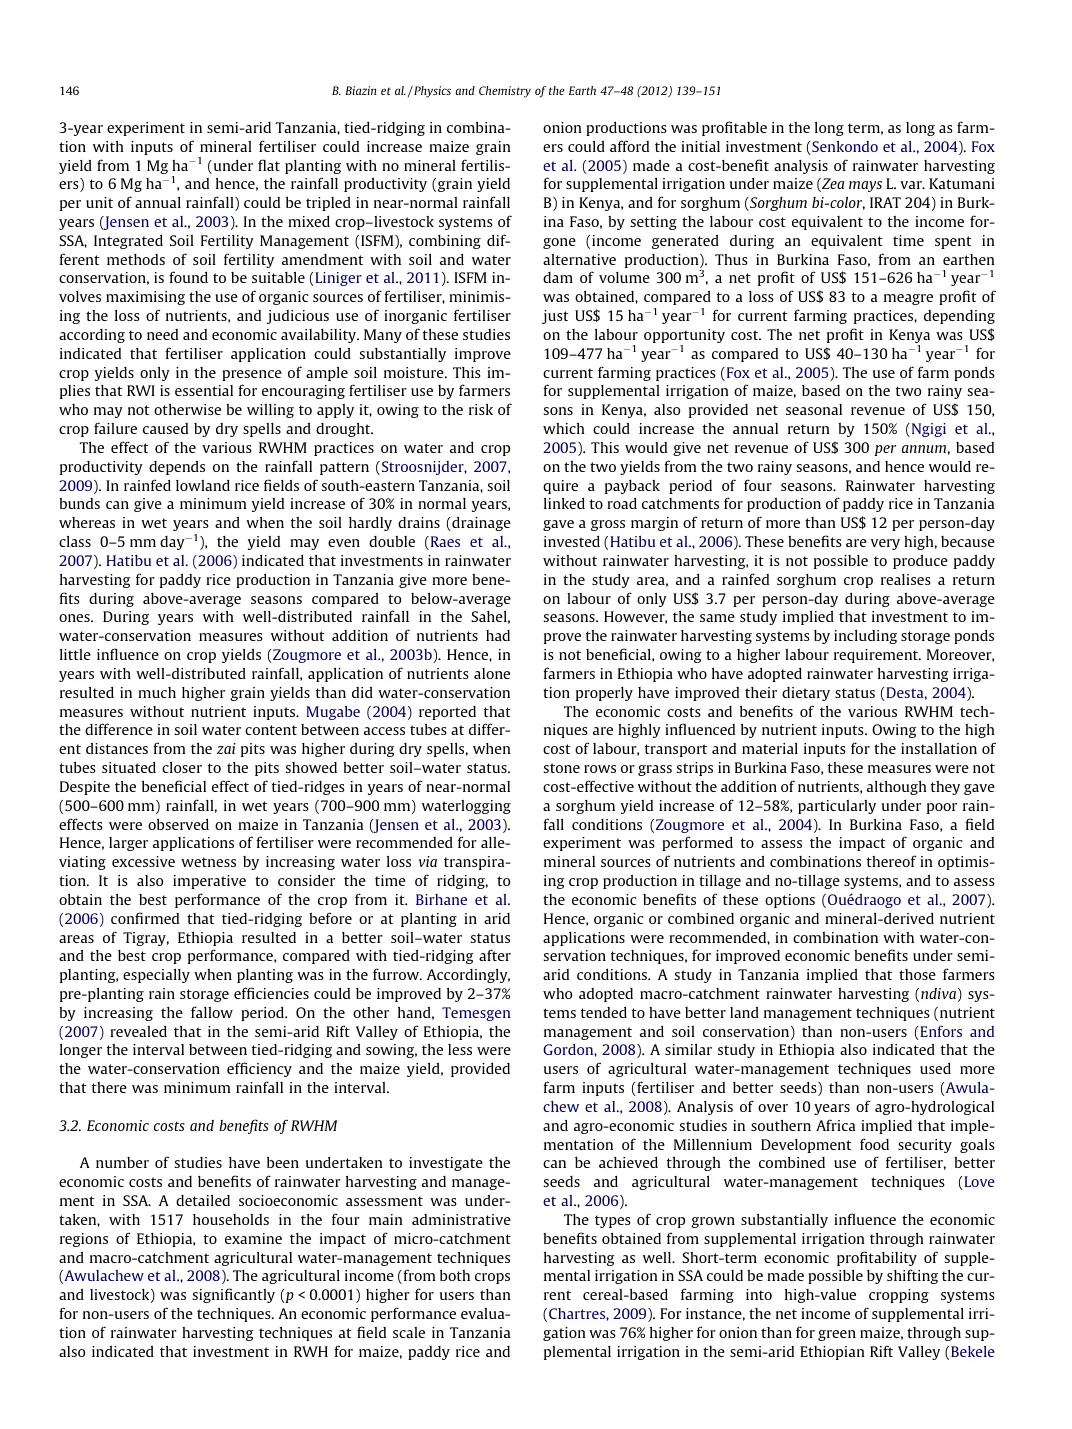 146
B. Biazin et al. / Physics and Chemistry of the Earth 47–48 (2012) 139–151
3-year experiment in semi-arid Tanzania, tied-ridging in combina-
tion with inputs of mineral fertiliser could increase maize grain
yield from 1 Mg ha⁻¹ (under flat planting with no mineral fertilis-
ers) to 6 Mg ha⁻¹, and hence, the rainfall productivity (grain yield
per unit of annual rainfall) could be tripled in near-normal rainfall
years (Jensen et al., 2003). In the mixed crop–livestock systems of
SSA, Integrated Soil Fertility Management (ISFM), combining dif-
ferent methods of soil fertility amendment with soil and water
conservation, is found to be suitable (Liniger et al., 2011). ISFM in-
volves maximising the use of organic sources of fertiliser, minimis-
ing the loss of nutrients, and judicious use of inorganic fertiliser
according to need and economic availability. Many of these studies
indicated that fertiliser application could substantially improve
crop yields only in the presence of ample soil moisture. This im-
plies that RWI is essential for encouraging fertiliser use by farmers
who may not otherwise be willing to apply it, owing to the risk of
crop failure caused by dry spells and drought.
The effect of the various RWHM practices on water and crop
productivity depends on the rainfall pattern (Stroosnijder, 2007,
2009). In rainfed lowland rice fields of south-eastern Tanzania, soil
bunds can give a minimum yield increase of 30% in normal years,
whereas in wet years and when the soil hardly drains (drainage
class 0–5 mm day⁻¹), the yield may even double (Raes et al.,
2007). Hatibu et al. (2006) indicated that investments in rainwater
harvesting for paddy rice production in Tanzania give more bene-
fits during above-average seasons compared to below-average
ones. During years with well-distributed rainfall in the Sahel,
water-conservation measures without addition of nutrients had
little influence on crop yields (Zougmore et al., 2003b). Hence, in
years with well-distributed rainfall, application of nutrients alone
resulted in much higher grain yields than did water-conservation
measures without nutrient inputs. Mugabe (2004) reported that
the difference in soil water content between access tubes at differ-
ent distances from the zai pits was higher during dry spells, when
tubes situated closer to the pits showed better soil–water status.
Despite the beneficial effect of tied-ridges in years of near-normal
(500–600 mm) rainfall, in wet years (700–900 mm) waterlogging
effects were observed on maize in Tanzania (Jensen et al., 2003).
Hence, larger applications of fertiliser were recommended for alle-
viating excessive wetness by increasing water loss via transpira-
tion. It is also imperative to consider the time of ridging, to
obtain the best performance of the crop from it. Birhane et al.
(2006) confirmed that tied-ridging before or at planting in arid
areas of Tigray, Ethiopia resulted in a better soil–water status
and the best crop performance, compared with tied-ridging after
planting, especially when planting was in the furrow. Accordingly,
pre-planting rain storage efficiencies could be improved by 2–37%
by increasing the fallow period. On the other hand, Temesgen
(2007) revealed that in the semi-arid Rift Valley of Ethiopia, the
longer the interval between tied-ridging and sowing, the less were
the water-conservation efficiency and the maize yield, provided
that there was minimum rainfall in the interval.
3.2. Economic costs and benefits of RWHM
A number of studies have been undertaken to investigate the
economic costs and benefits of rainwater harvesting and manage-
ment in SSA. A detailed socioeconomic assessment was under-
taken, with 1517 households in the four main administrative
regions of Ethiopia, to examine the impact of micro-catchment
and macro-catchment agricultural water-management techniques
(Awulachew et al., 2008). The agricultural income (from both crops
and livestock) was significantly (p < 0.0001) higher for users than
for non-users of the techniques. An economic performance evalua-
tion of rainwater harvesting techniques at field scale in Tanzania
also indicated that investment in RWH for maize, paddy rice and
onion productions was profitable in the long term, as long as farm-
ers could afford the initial investment (Senkondo et al., 2004). Fox
et al. (2005) made a cost-benefit analysis of rainwater harvesting
for supplemental irrigation under maize (Zea mays L. var. Katumani
B) in Kenya, and for sorghum (Sorghum bi-color, IRAT 204) in Burk-
ina Faso, by setting the labour cost equivalent to the income for-
gone (income generated during an equivalent time spent in
alternative production). Thus in Burkina Faso, from an earthen
dam of volume 300 m³, a net profit of US$ 151–626 ha⁻¹ year⁻¹
was obtained, compared to a loss of US$ 83 to a meagre profit of
just US$ 15 ha⁻¹ year⁻¹ for current farming practices, depending
on the labour opportunity cost. The net profit in Kenya was US$
109–477 ha⁻¹ year⁻¹ as compared to US$ 40–130 ha⁻¹ year⁻¹ for
current farming practices (Fox et al., 2005). The use of farm ponds
for supplemental irrigation of maize, based on the two rainy sea-
sons in Kenya, also provided net seasonal revenue of US$ 150,
which could increase the annual return by 150% (Ngigi et al.,
2005). This would give net revenue of US$ 300 per annum, based
on the two yields from the two rainy seasons, and hence would re-
quire a payback period of four seasons. Rainwater harvesting
linked to road catchments for production of paddy rice in Tanzania
gave a gross margin of return of more than US$ 12 per person-day
invested (Hatibu et al., 2006). These benefits are very high, because
without rainwater harvesting, it is not possible to produce paddy
in the study area, and a rainfed sorghum crop realises a return
on labour of only US$ 3.7 per person-day during above-average
seasons. However, the same study implied that investment to im-
prove the rainwater harvesting systems by including storage ponds
is not beneficial, owing to a higher labour requirement. Moreover,
farmers in Ethiopia who have adopted rainwater harvesting irriga-
tion properly have improved their dietary status (Desta, 2004).
The economic costs and benefits of the various RWHM tech-
niques are highly influenced by nutrient inputs. Owing to the high
cost of labour, transport and material inputs for the installation of
stone rows or grass strips in Burkina Faso, these measures were not
cost-effective without the addition of nutrients, although they gave
a sorghum yield increase of 12–58%, particularly under poor rain-
fall conditions (Zougmore et al., 2004). In Burkina Faso, a field
experiment was performed to assess the impact of organic and
mineral sources of nutrients and combinations thereof in optimis-
ing crop production in tillage and no-tillage systems, and to assess
the economic benefits of these options (Ouédraogo et al., 2007).
Hence, organic or combined organic and mineral-derived nutrient
applications were recommended, in combination with water-con-
servation techniques, for improved economic benefits under semi-
arid conditions. A study in Tanzania implied that those farmers
who adopted macro-catchment rainwater harvesting (ndiva) sys-
tems tended to have better land management techniques (nutrient
management and soil conservation) than non-users (Enfors and
Gordon, 2008). A similar study in Ethiopia also indicated that the
users of agricultural water-management techniques used more
farm inputs (fertiliser and better seeds) than non-users (Awula-
chew et al., 2008). Analysis of over 10 years of agro-hydrological
and agro-economic studies in southern Africa implied that imple-
mentation of the Millennium Development food security goals
can be achieved through the combined use of fertiliser, better
seeds and agricultural water-management techniques (Love
et al., 2006).
The types of crop grown substantially influence the economic
benefits obtained from supplemental irrigation through rainwater
harvesting as well. Short-term economic profitability of supple-
mental irrigation in SSA could be made possible by shifting the cur-
rent cereal-based farming into high-value cropping systems
(Chartres, 2009). For instance, the net income of supplemental irri-
gation was 76% higher for onion than for green maize, through sup-
plemental irrigation in the semi-arid Ethiopian Rift Valley (Bekele